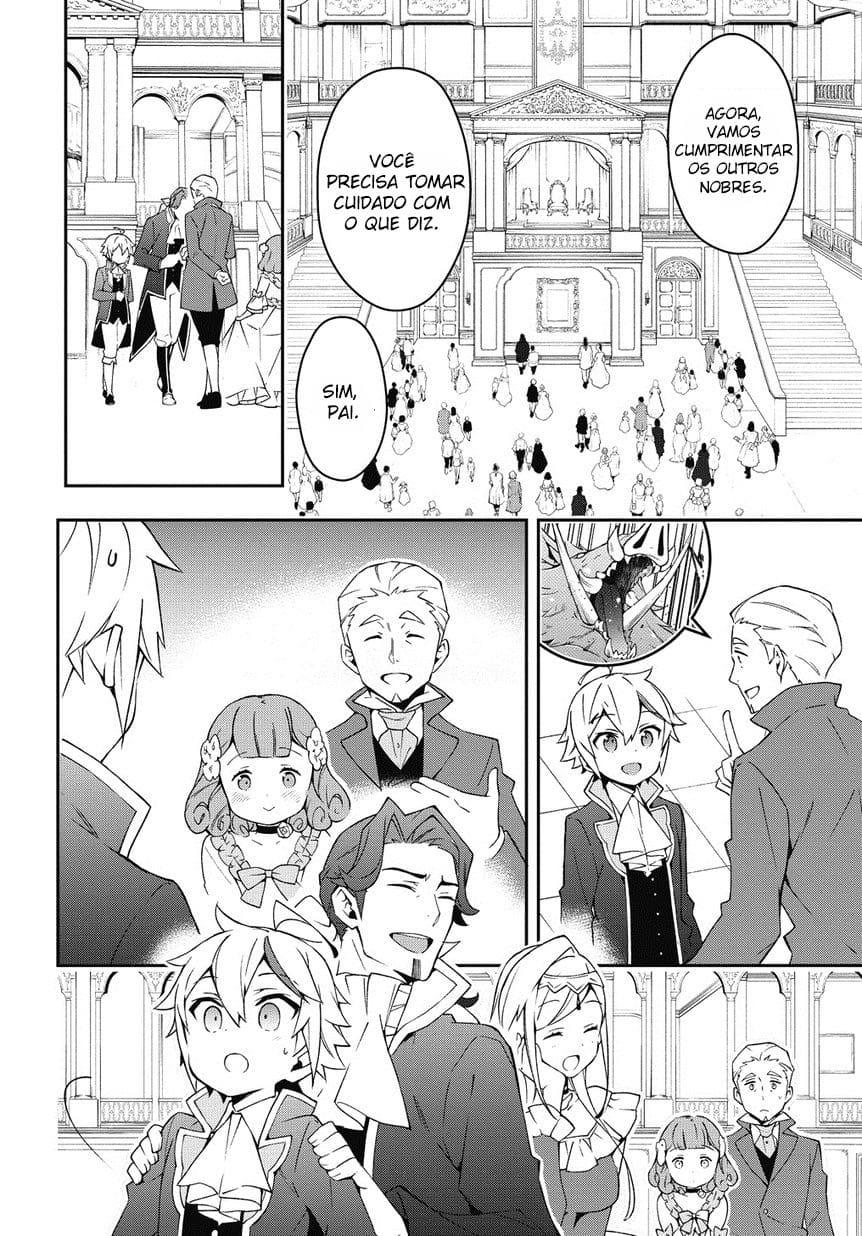 AGORA,
VAMOS
CUMPRIMENTAR
OS OUTROS
NOBRES.
VOCÊ
PRECISA TOMAR
CUIDADO COM
O QUE DIZ.
SIM,
PAI.